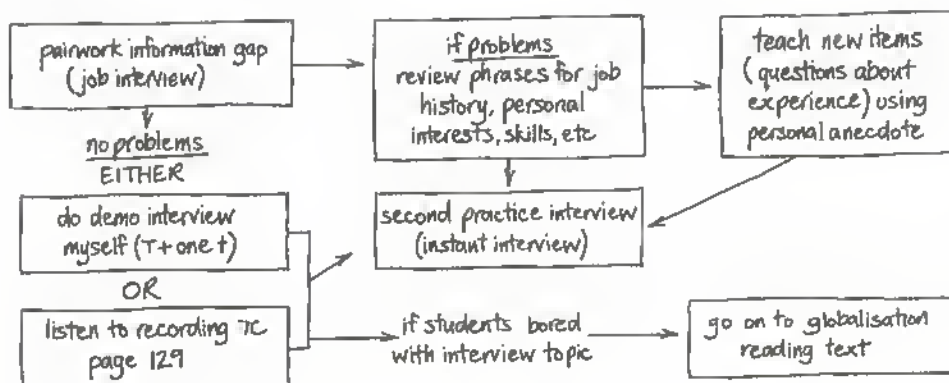 pairwork information gap
(job interview)
if problems
review phrases for job
history, personal
interests, skills, etc
teach new items
(questions about
experience) using
personal anecdote
no problems
EITHER
do demo interview
myself (T + one t)
OR
listen to recording TC
page 129
second practice interview
(instant interview)
if students bored
with interview topic
go on to globalisation
reading text